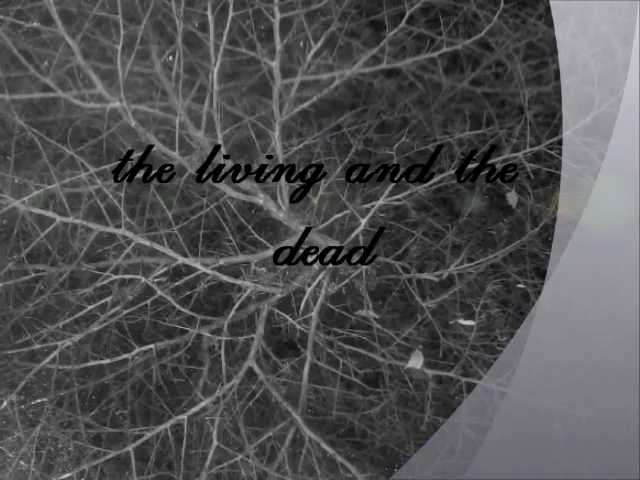 the living and the
dead